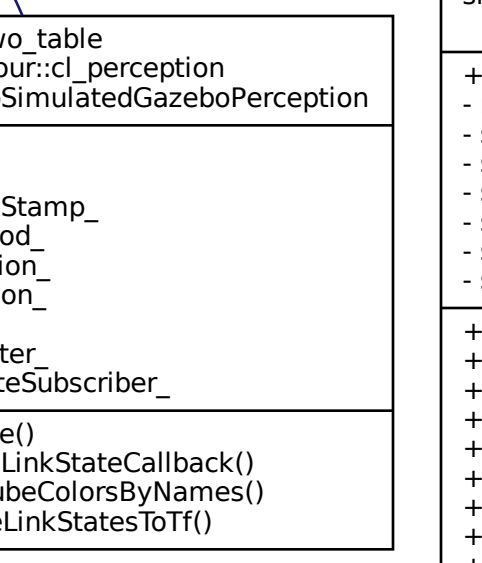 wo_table
our::cl_perception
SimulatedGazeboPerception
Stamp_
od_
ion_
on_
ter_
teSubscriber_
e()
LinkStateCallback()
ubeColorsByNames()
eLinkStatesToTf()
+
-
- s
- s
- s
- s
- s
- s
+
+
+
+
+
+
+
+